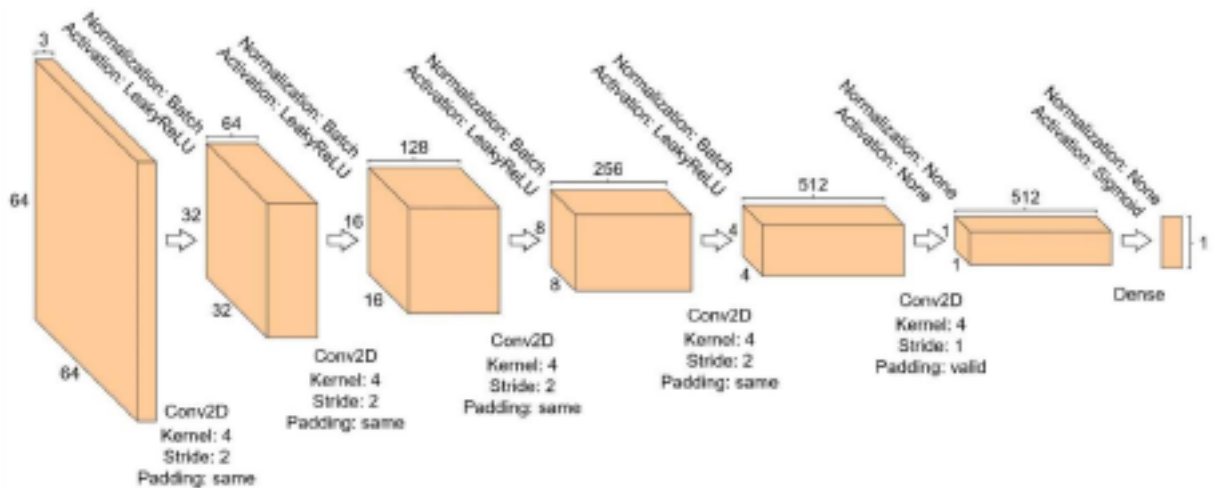 3
64
64
Normalization: Batch
Activation: LeakyReLU
Conv2D
Kernel: 4
Stride: 2
Padding: same
64
32
32
Normalization: Batch
Activation: LeakyReLU
Conv2D
Kernel: 4
Stride: 2
Padding: same
128
16
16
Normalization: Batch
Activation: LeakyReLU
Conv2D
Kernel: 4
Stride: 2
Padding: same
256
8
8
Normalization: Batch
Activation: LeakyReLU
Conv2D
Kernel: 4
Stride: 2
Padding: same
512
4
4
Normalization: None
Activation: None
Conv2D
Kernel: 4
Stride: 1
Padding: valid
512
1
1
Normalization: None
Activation: Sigmoid
Dense
1